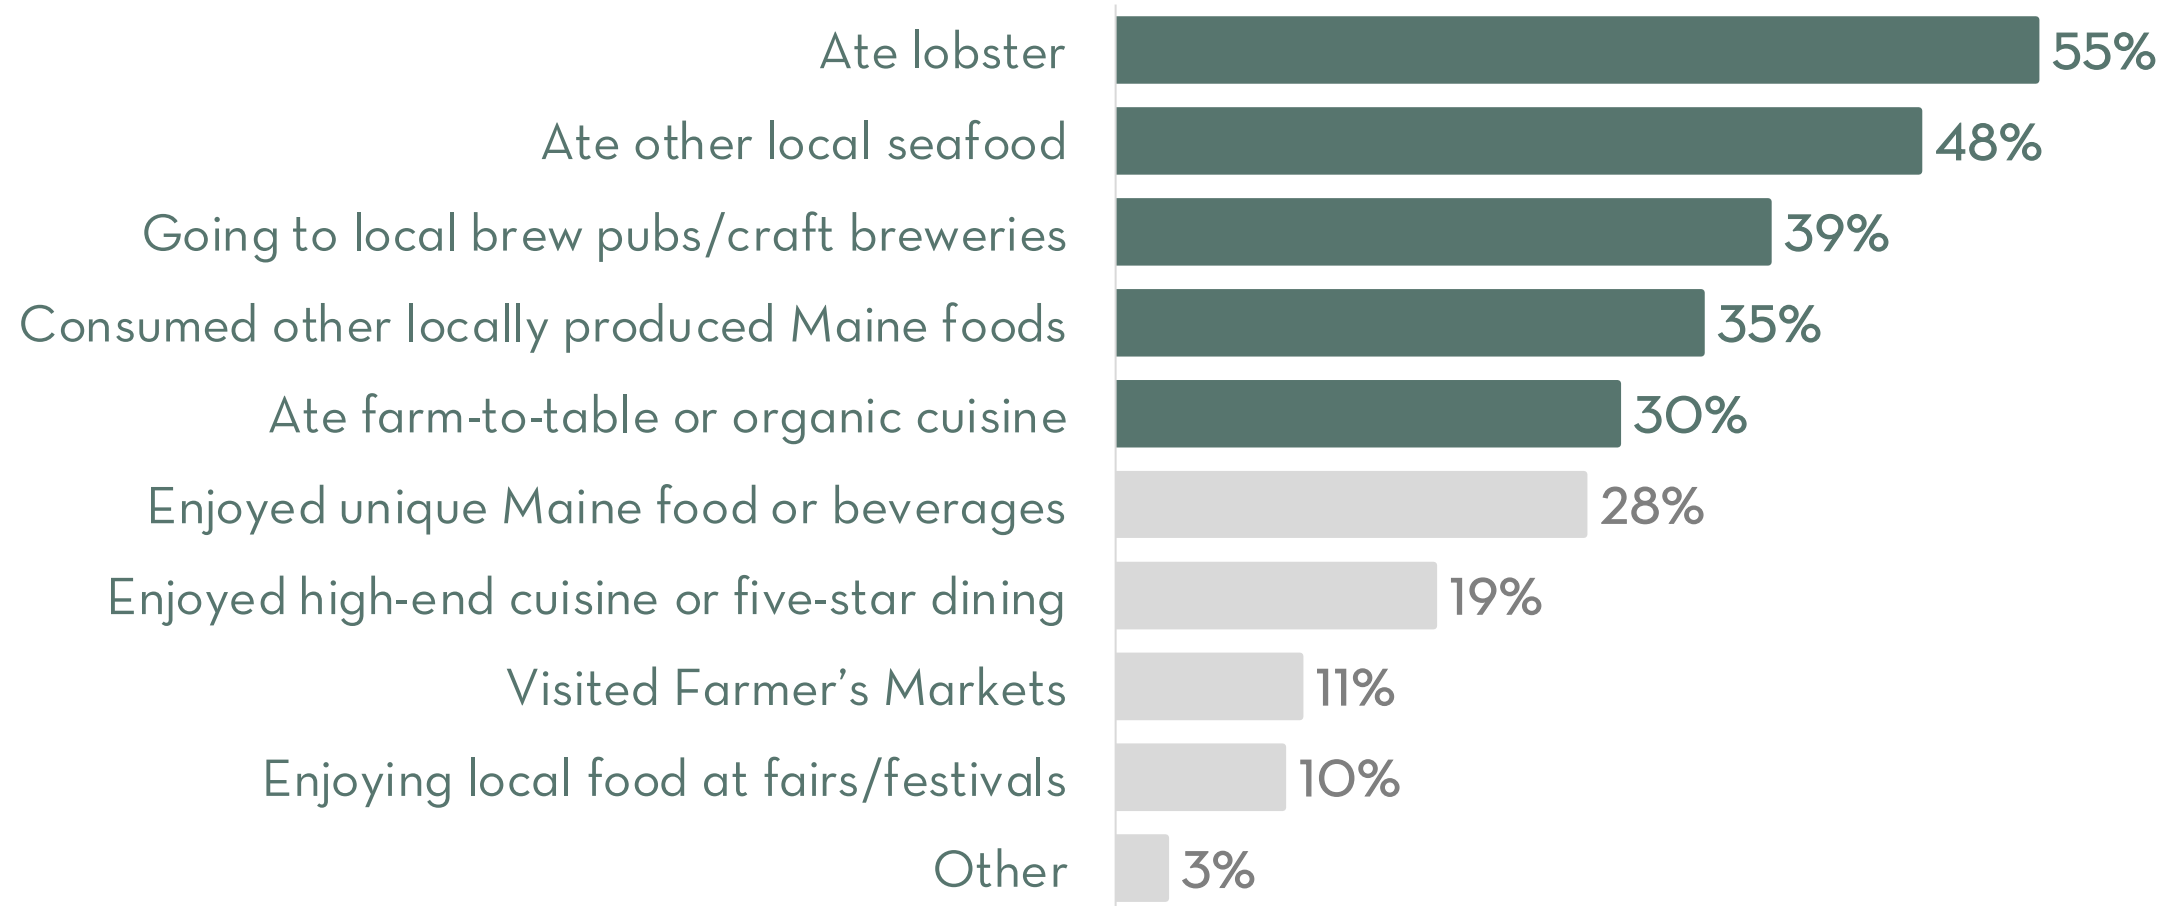 Ate lobster 55%
Ate other local seafood 48%
Going to local brew pubs/craft breweries 39%
Consumed other locally produced Maine foods 35%
Ate farm-to-table or organic cuisine 30%
Enjoyed unique Maine food or beverages 28%
Enjoyed high-end cuisine or five-star dining 19%
Visited Farmer’s Markets 11%
Enjoying local food at fairs/festivals 10%
Other 3%